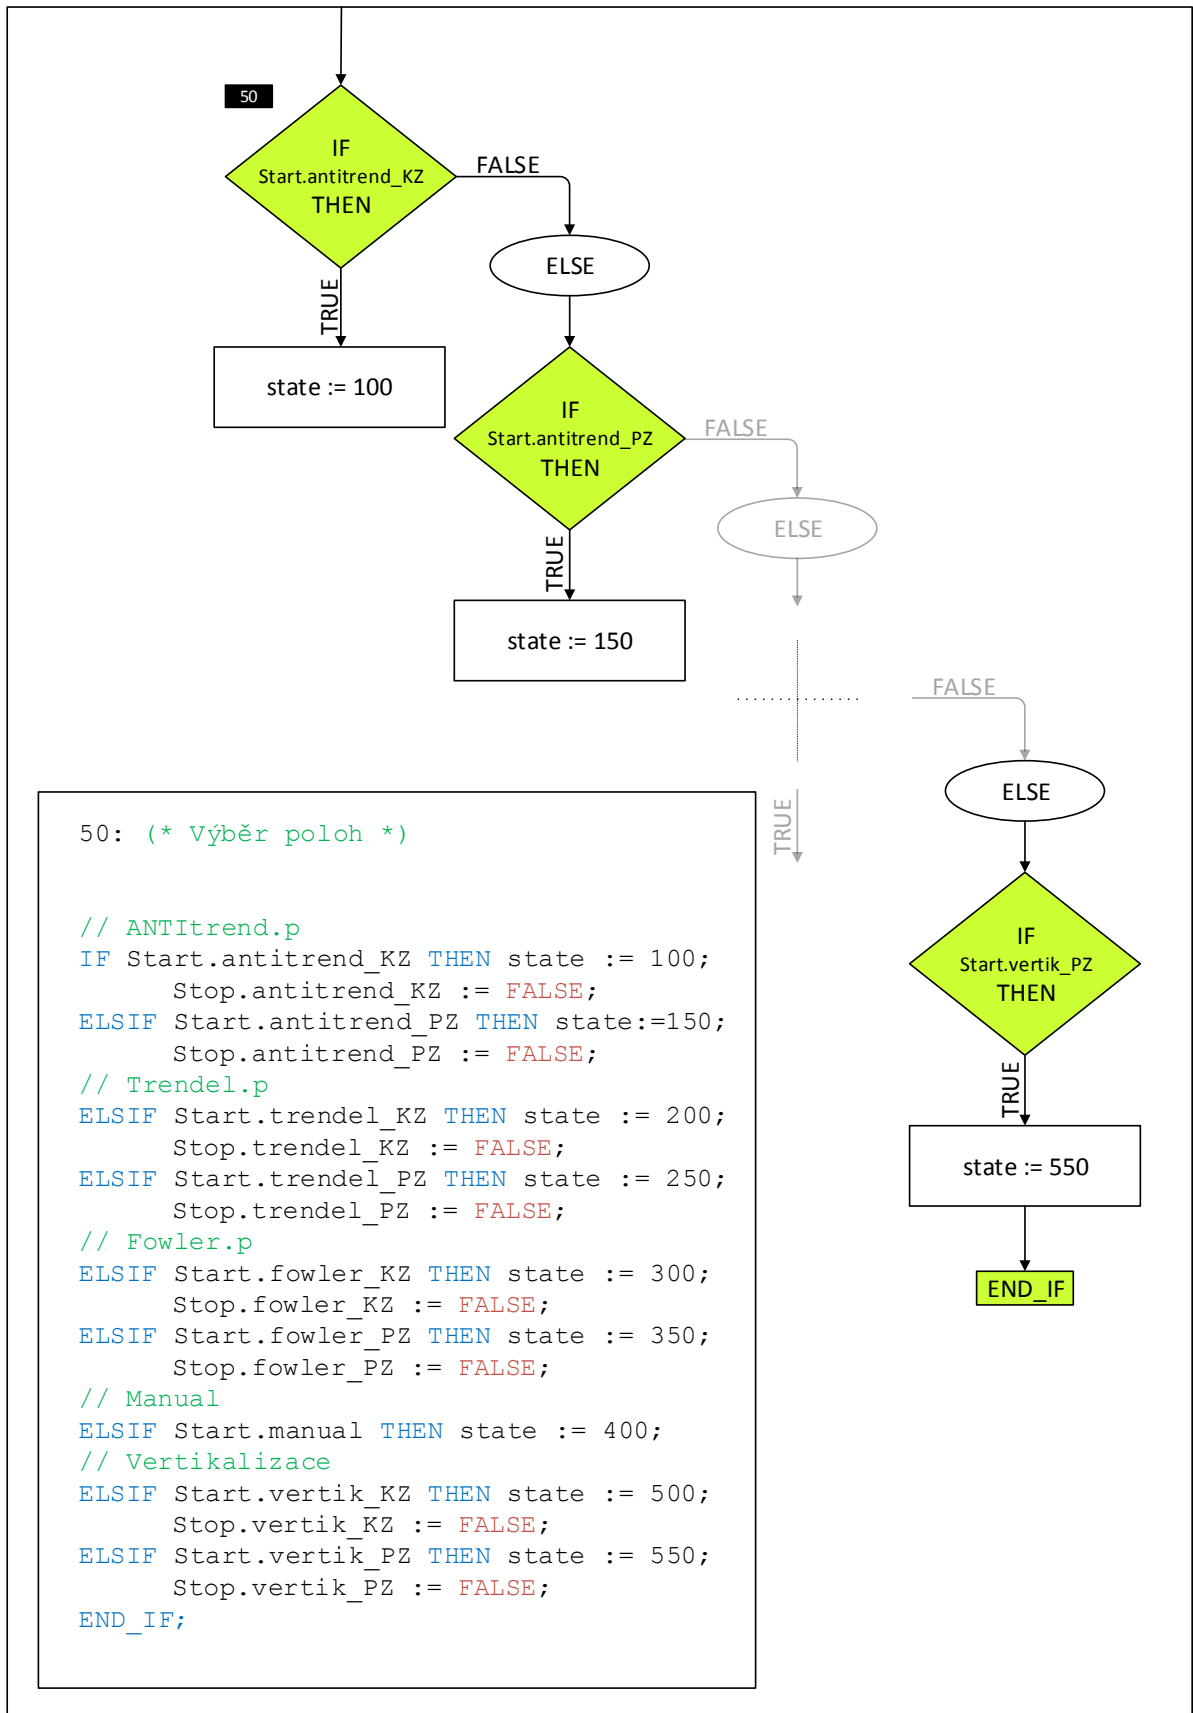 50
IF
Start.antitrend_KZ
THEN
FALSE
ELSE
TRUE
state := 100
IF
Start.antitrend_PZ
THEN
FALSE
ELSE
TRUE
state := 150
FALSE
ELSE
TRUE
IF
Start.vertik_PZ
THEN
TRUE
state := 550
END_IF
50: (* Výběr poloh *)
// ANTItrend.p
IF Start.antitrend_KZ THEN state := 100;
Stop.antitrend_KZ := FALSE;
ELSIF Start.antitrend_PZ THEN state:=150;
Stop.antitrend_PZ := FALSE;
// Trendel.p
ELSIF Start.trendel_KZ THEN state := 200;
Stop.trendel_KZ := FALSE;
ELSIF Start.trendel_PZ THEN state := 250;
Stop.trendel_PZ := FALSE;
// Fowler.p
ELSIF Start.fowler_KZ THEN state := 300;
Stop.fowler_KZ := FALSE;
ELSIF Start.fowler_PZ THEN state := 350;
Stop.fowler_PZ := FALSE;
// Manual
ELSIF Start.manual THEN state := 400;
// Vertikalizace
ELSIF Start.vertik_KZ THEN state := 500;
Stop.vertik_KZ := FALSE;
ELSIF Start.vertik_PZ THEN state := 550;
Stop.vertik_PZ := FALSE;
END_IF;